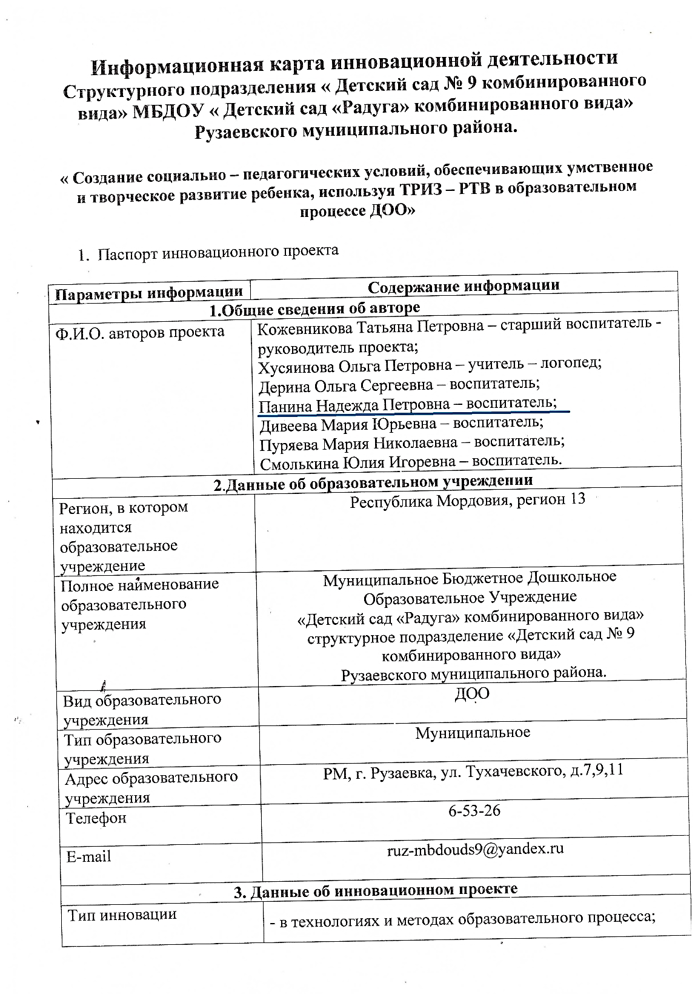 Информационная карта инновационной деятельности
Структурного подразделения « Детский сад № 9 комбинированного
вида» МБДОУ « Детский сад «Радуга» комбинированного вида»
Рузаевского муниципального района.
« Создание социально – педагогических условий, обеспечивающих умственное
и творческое развитие ребенка, используя ТРИЗ – РТВ в образовательном
процессе ДОО»
1. Паспорт инновационного проекта
Параметры информации
Содержание информации
1.Общие сведения об авторе
Ф.И.О. авторов проекта
Кожевникова Татьяна Петровна – старший воспитатель -
руководитель проекта;
Хусяинова Ольга Петровна – учитель – логопед;
Дерина Ольга Сергеевна – воспитатель;
Панина Надежда Петровна – воспитатель;
Дивеева Мария Юрьевна – воспитатель;
Пуряева Мария Николаевна – воспитатель;
Смолькина Юлия Игоревна – воспитатель.
2.Данные об образовательном учреждении
Регион, в котором
находится
образовательное
учреждение
Республика Мордовия, регион 13
Полное наименование
образовательного
учреждения
Муниципальное Бюджетное Дошкольное
Образовательное Учреждение
«Детский сад «Радуга» комбинированного вида»
структурное подразделение «Детский сад № 9
комбинированного вида»
Рузаевского муниципального района.
Вид образовательного
учреждения
ДОО
Тип образовательного
учреждения
Муниципальное
Адрес образовательного
учреждения
РМ, г. Рузаевка, ул. Тухачевского, д.7,9,11
Телефон
6-53-26
E-mail
ruz-mbdouds9@yandex.ru
3. Данные об инновационном проекте
Тип инновации
- в технологиях и методах образовательного процесса;